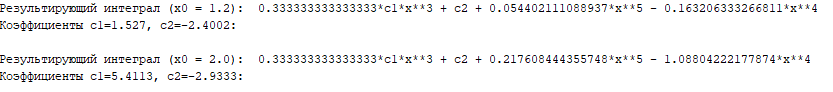 Результирующий интеграл (x0 = 1.2):  0.333333333333333*c1*x**3 + c2 + 0.054402111088937*x**5 - 0.163206333266811*x**4
Коэффициенты c1=1.527, c2=-2.4002:
Результирующий интеграл (x0 = 2.0):  0.333333333333333*c1*x**3 + c2 + 0.217608444355748*x**5 - 1.08804222177874*x**4
Коэффициенты c1=5.4113, c2=-2.9333: